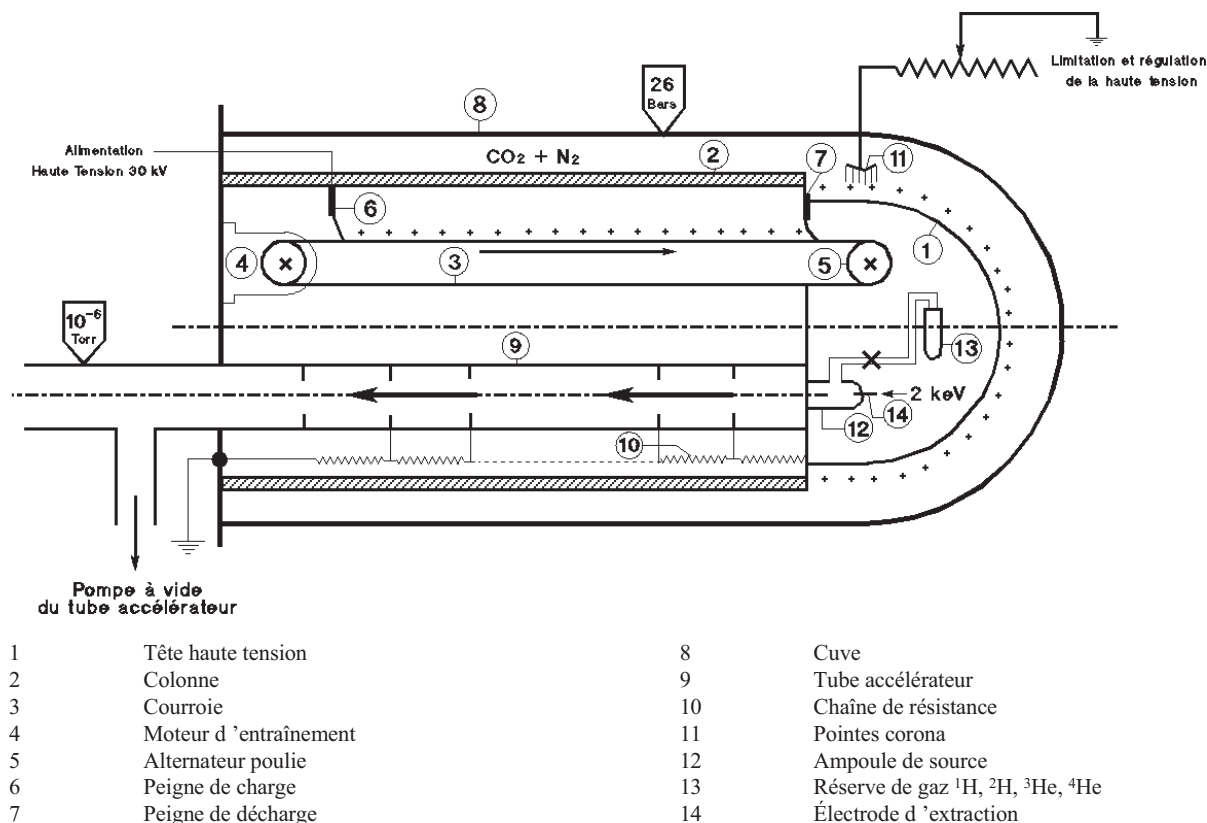 Limitation et régulation
de la haute tension
26
Bars
8
Alimentation
Haute Tension 30 kV
CO₂ + N₂
2
7
11
6
1
4
3
5
10⁻⁶
Torr
9
13
2 keV
14
12
10
Pompe à vide
du tube accélérateur
1 Tête haute tension 8 Cuve
2 Colonne 9 Tube accélérateur
3 Courroie 10 Chaîne de résistance
4 Moteur d ’entraînement 11 Pointes corona
5 Alternateur poulie 12 Ampoule de source
6 Peigne de charge 13 Réserve de gaz ¹H, ²H, ³He, ⁴He
7 Peigne de décharge 14 Électrode d ’extraction